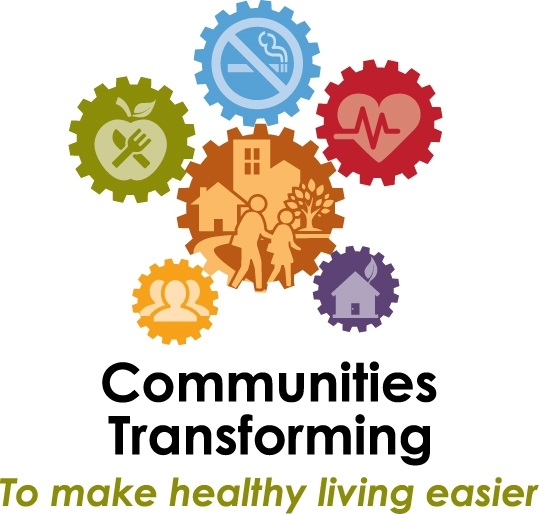 Communities
Transforming
To make healthy living easier